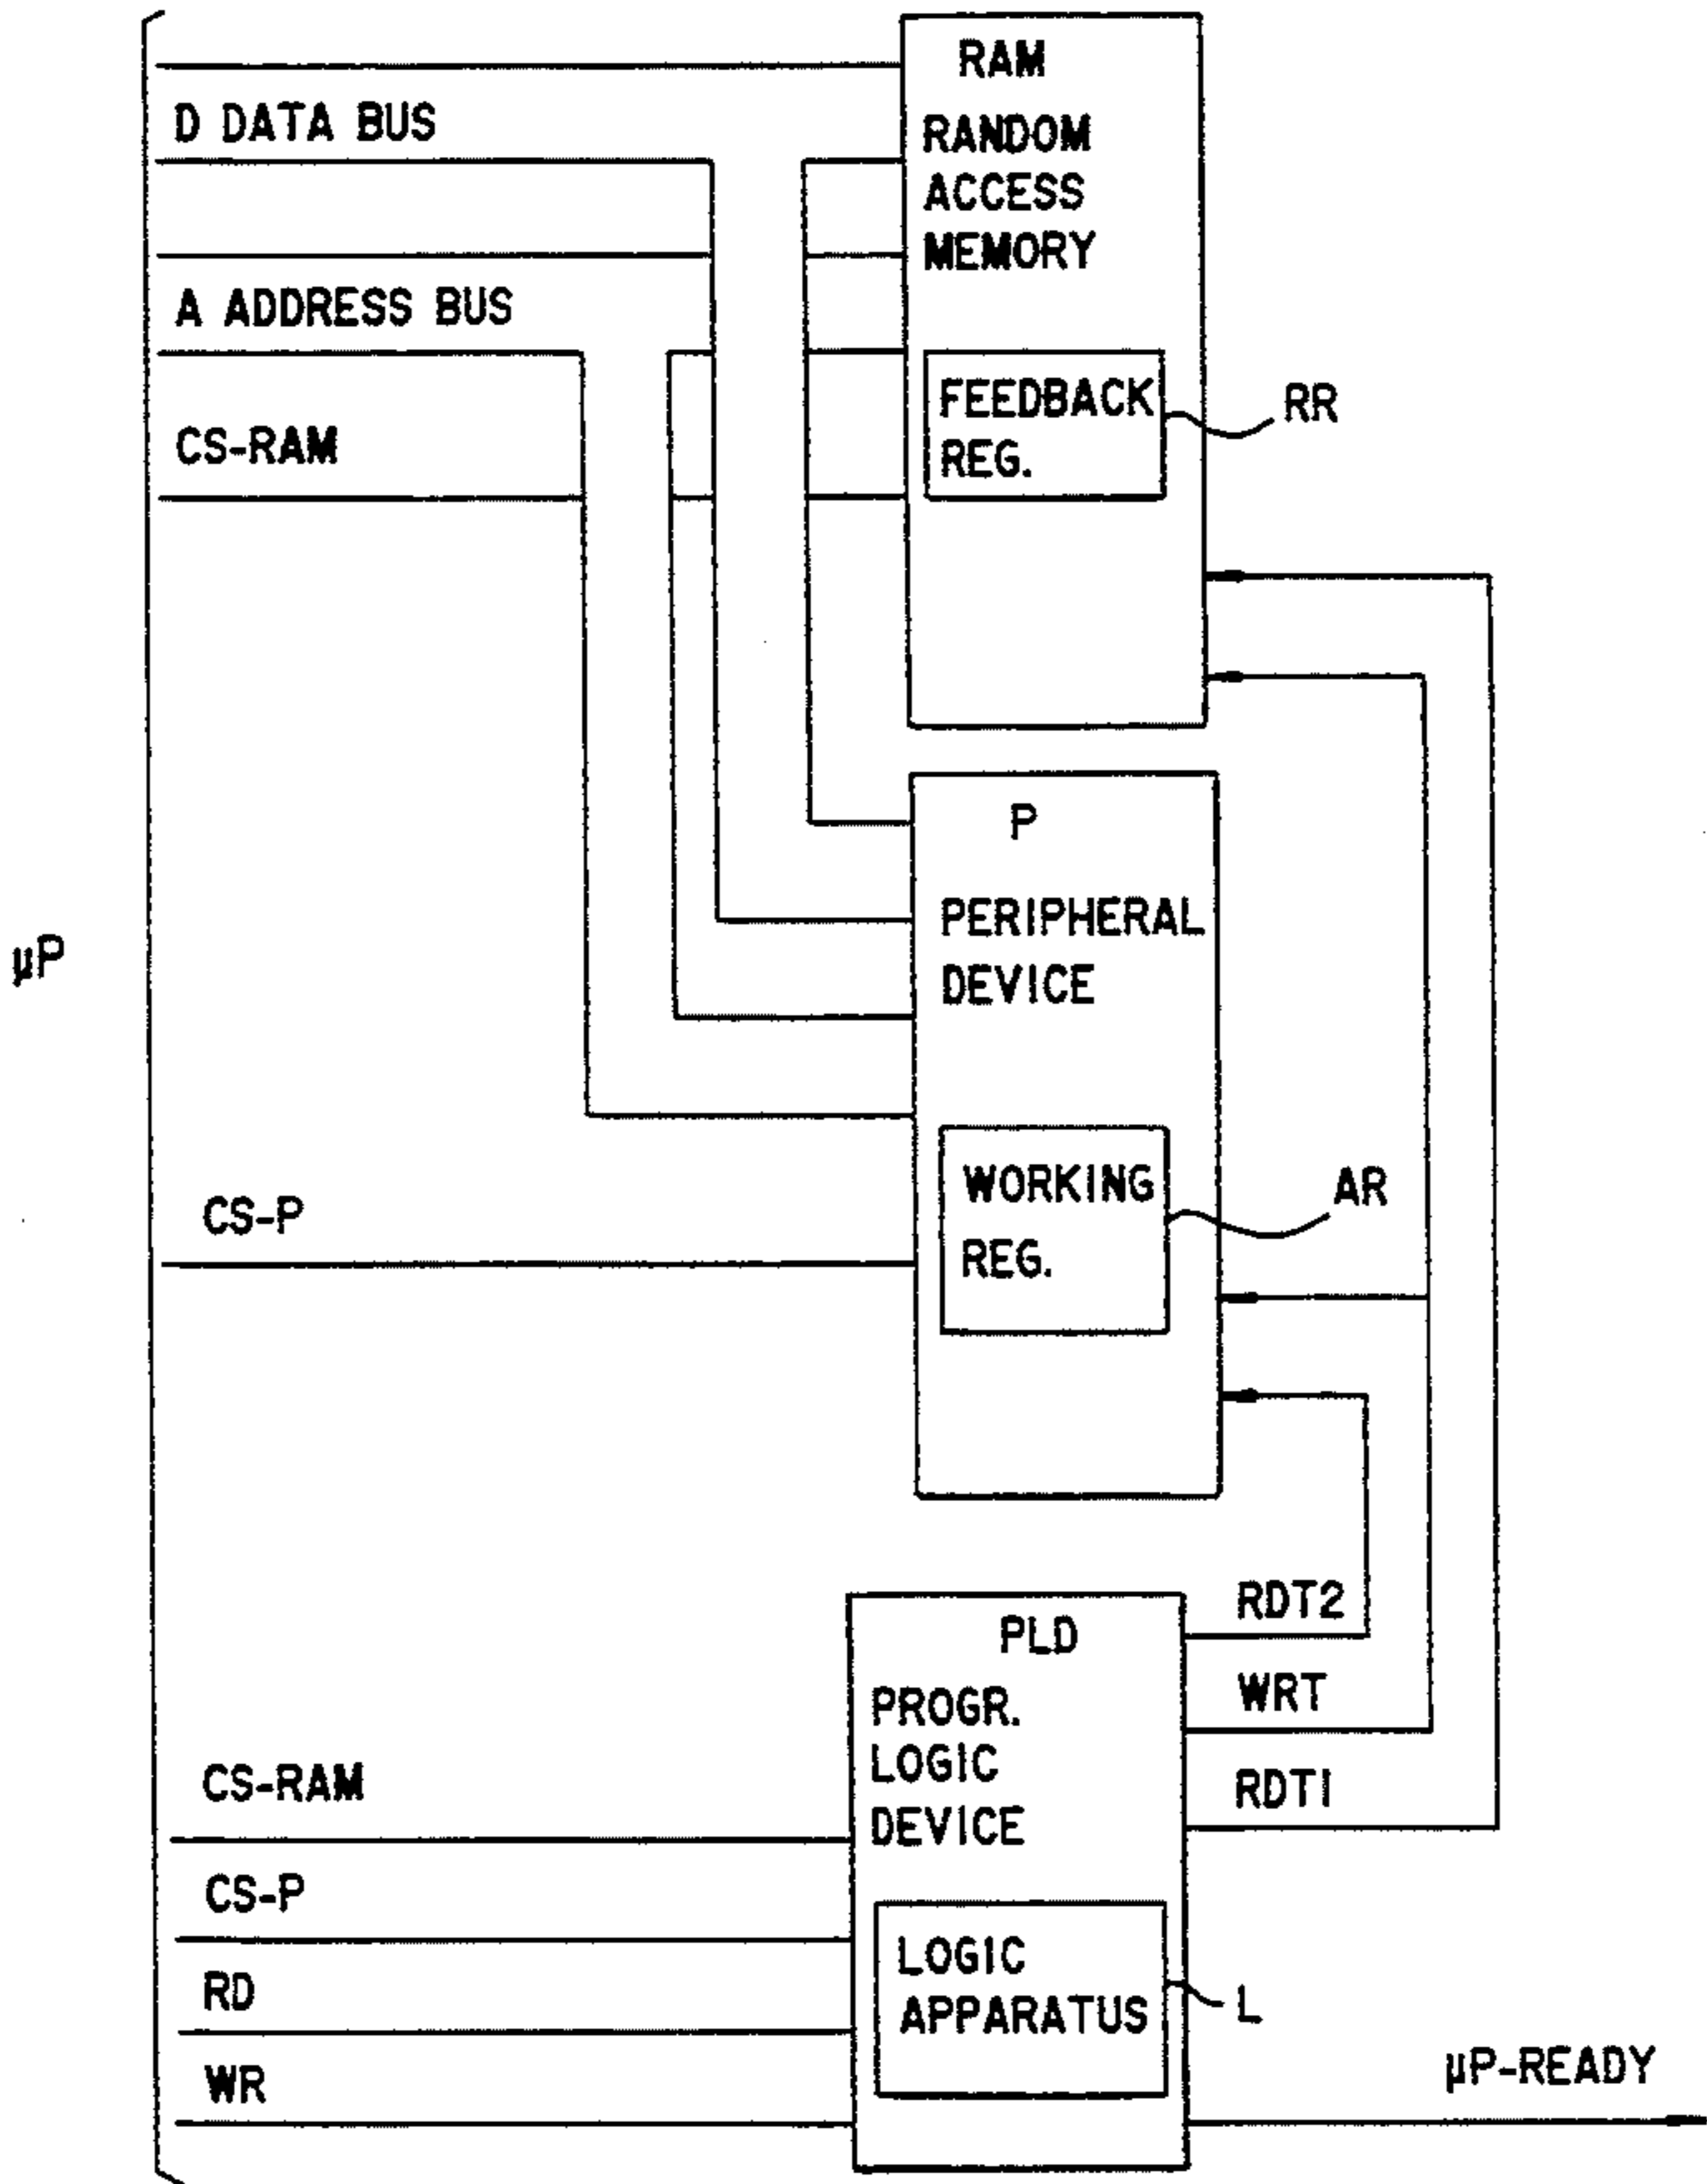 RAM
RANDOM
ACCESS
MEMORY
D DATA BUS
A ADDRESS BUS
CS-RAM
FEEDBACK
REG.
RR
µP
P
PERIPHERAL
DEVICE
WORKING
REG.
AR
CS-P
PLD
PROGR.
LOGIC
DEVICE
RDT2
WRT
RDT1
CS-RAM
CS-P
RD
WR
LOGIC
APPARATUS
L
µP-READY